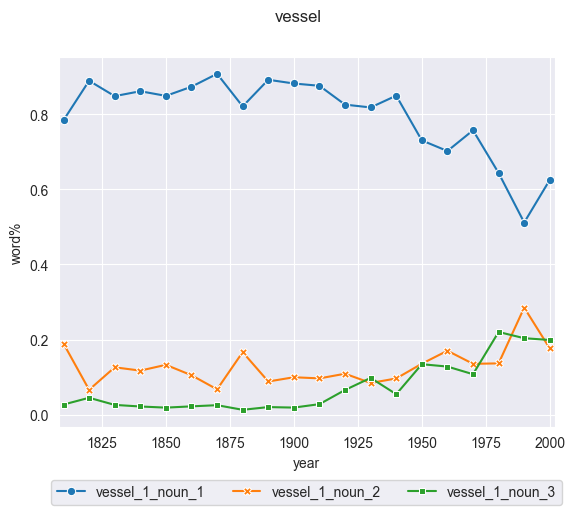 vessel
word%
0.8
0.6
0.4
0.2
0.0
1825 1850 1875 1900 1925 1950 1975 2000
year
vessel_1_noun_1 vessel_1_noun_2 vessel_1_noun_3